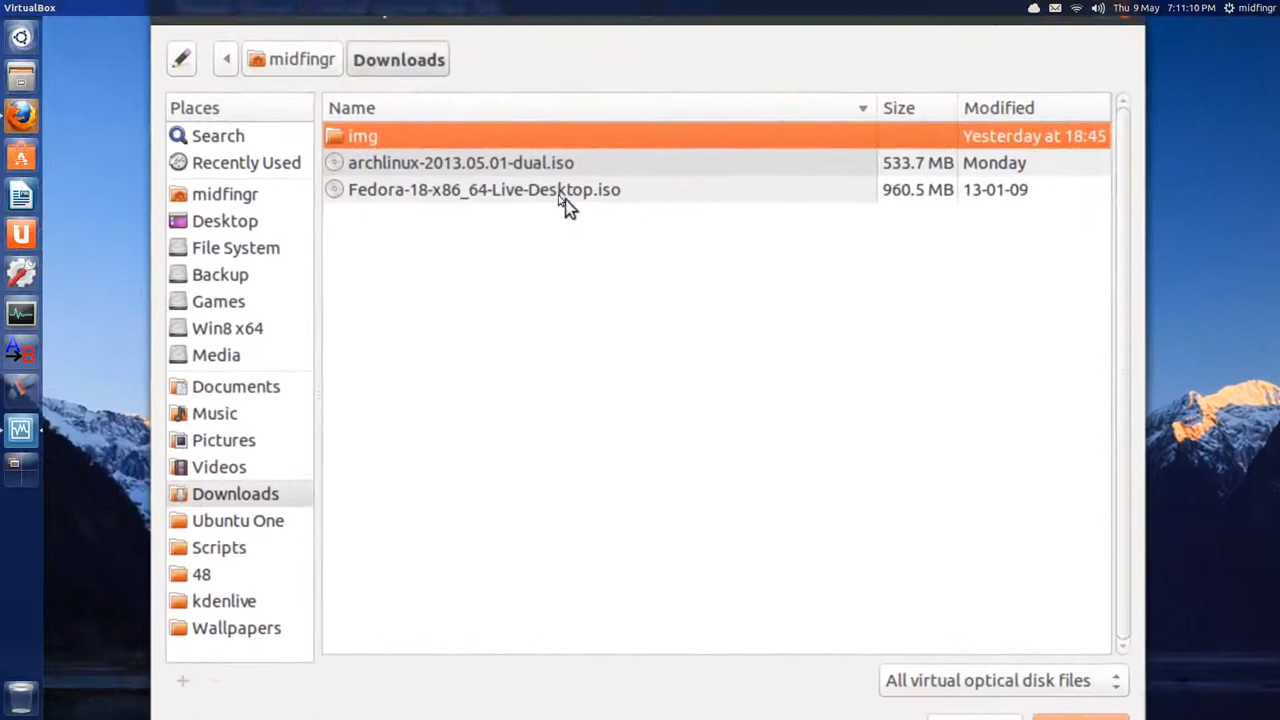 VirtualBox
Thu 9 May
7:11:10 PM
midfingr
midfingr
Downloads
Places
Search
Recently Used
midfingr
Desktop
File System
Backup
Games
Win8 x64
Media
Documents
Music
Pictures
Videos
Downloads
Ubuntu One
Scripts
48
kdenlive
Wallpapers
Name Size Modified
img Yesterday at 18:45
archlinux-2013.05.01-dual.iso 533.7 MB Monday
Fedora-18-x86_64-Live-Desktop.iso 960.5 MB 13-01-09
All virtual optical disk files